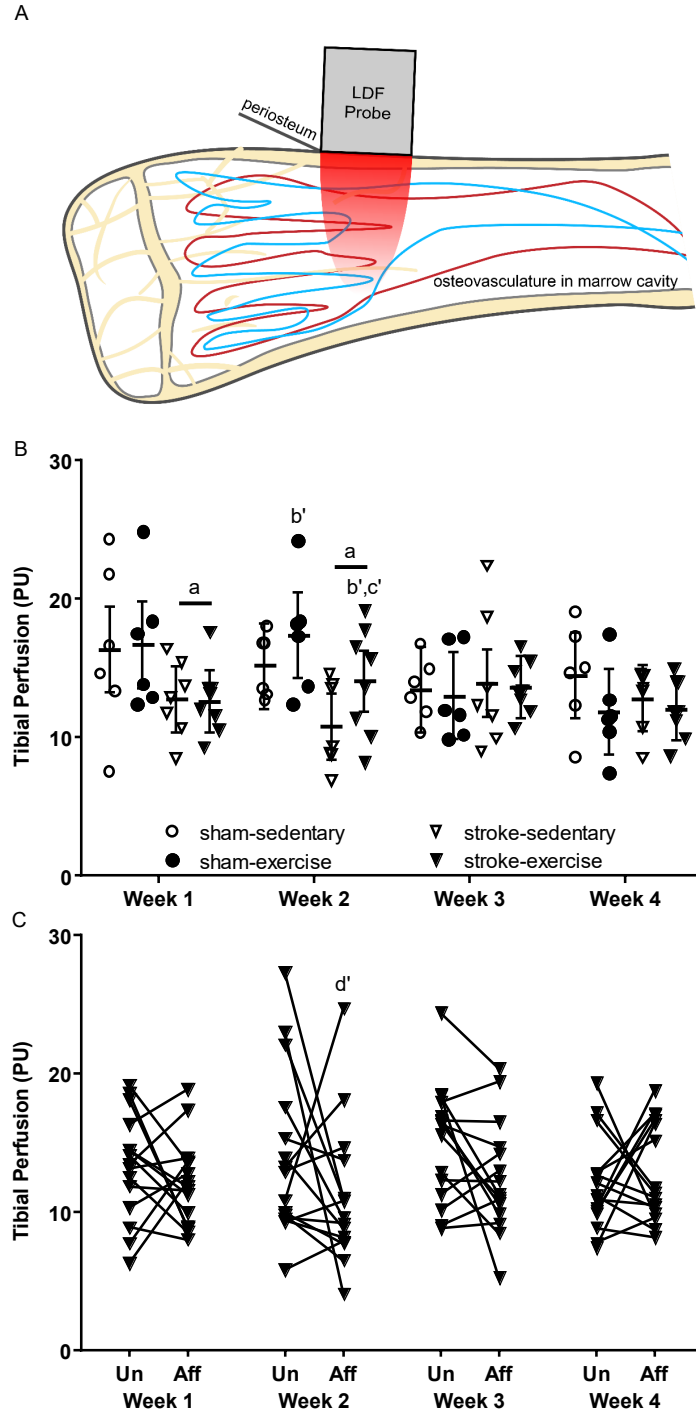 A
LDF
Probe
periosteum
osteovasculature in marrow cavity
B
Tibial Perfusion (PU)
30
20
10
0
b'
a
a
b',c'
sham-sedentary
stroke-sedentary
sham-exercise
stroke-exercise
Week 1
Week 2
Week 3
Week 4
C
Tibial Perfusion (PU)
30
20
10
0
d'
Un Aff Un Aff Un Aff Un Aff
Week 1 Week 2 Week 3 Week 4